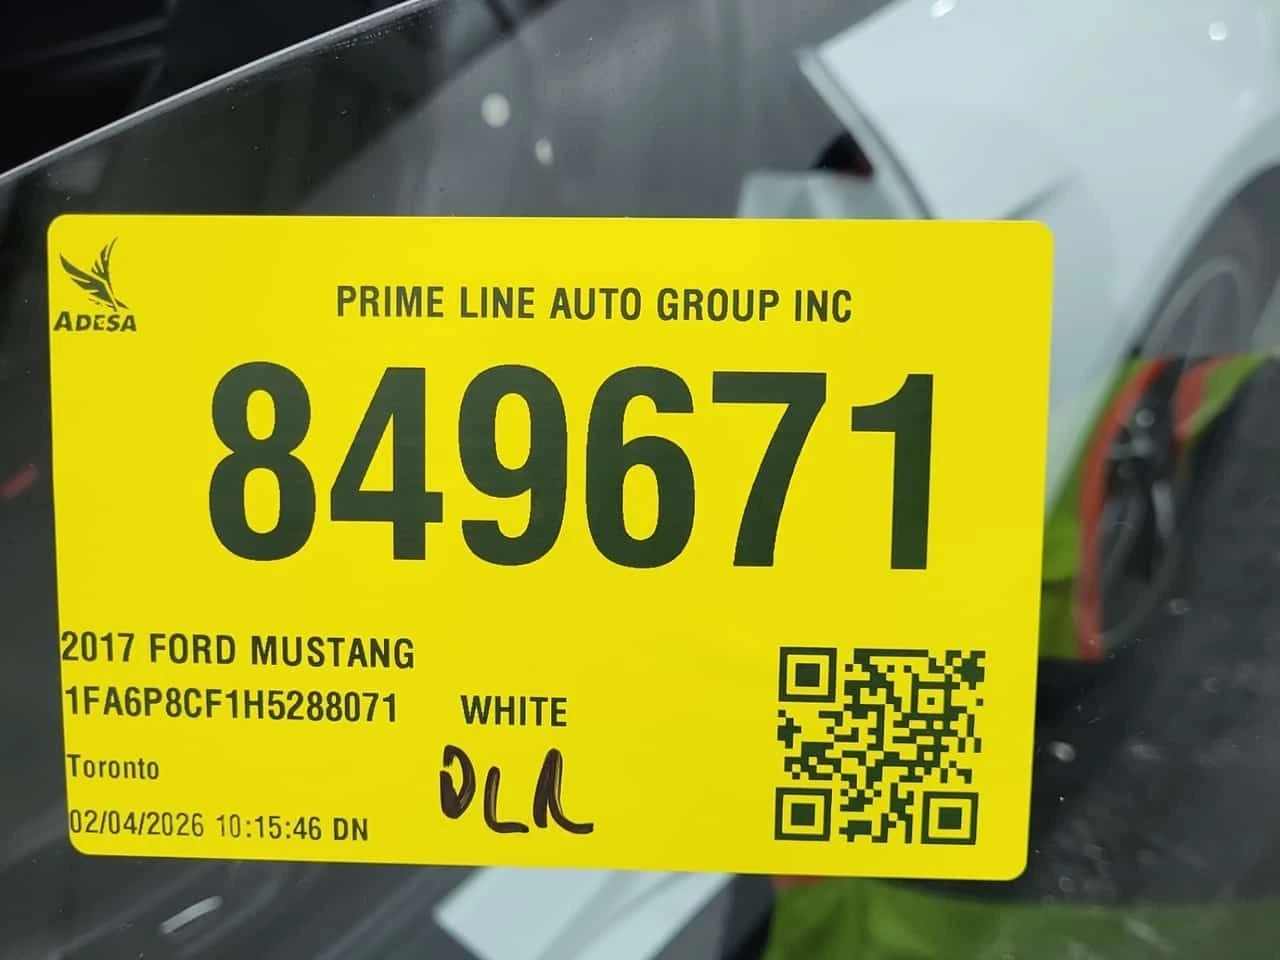 ADESA
PRIME LINE AUTO GROUP INC
849671
2017 FORD MUSTANG
1FA6P8CF1H5288071 WHITE
Toronto
DLR
02/04/2026 10:15:46 DN